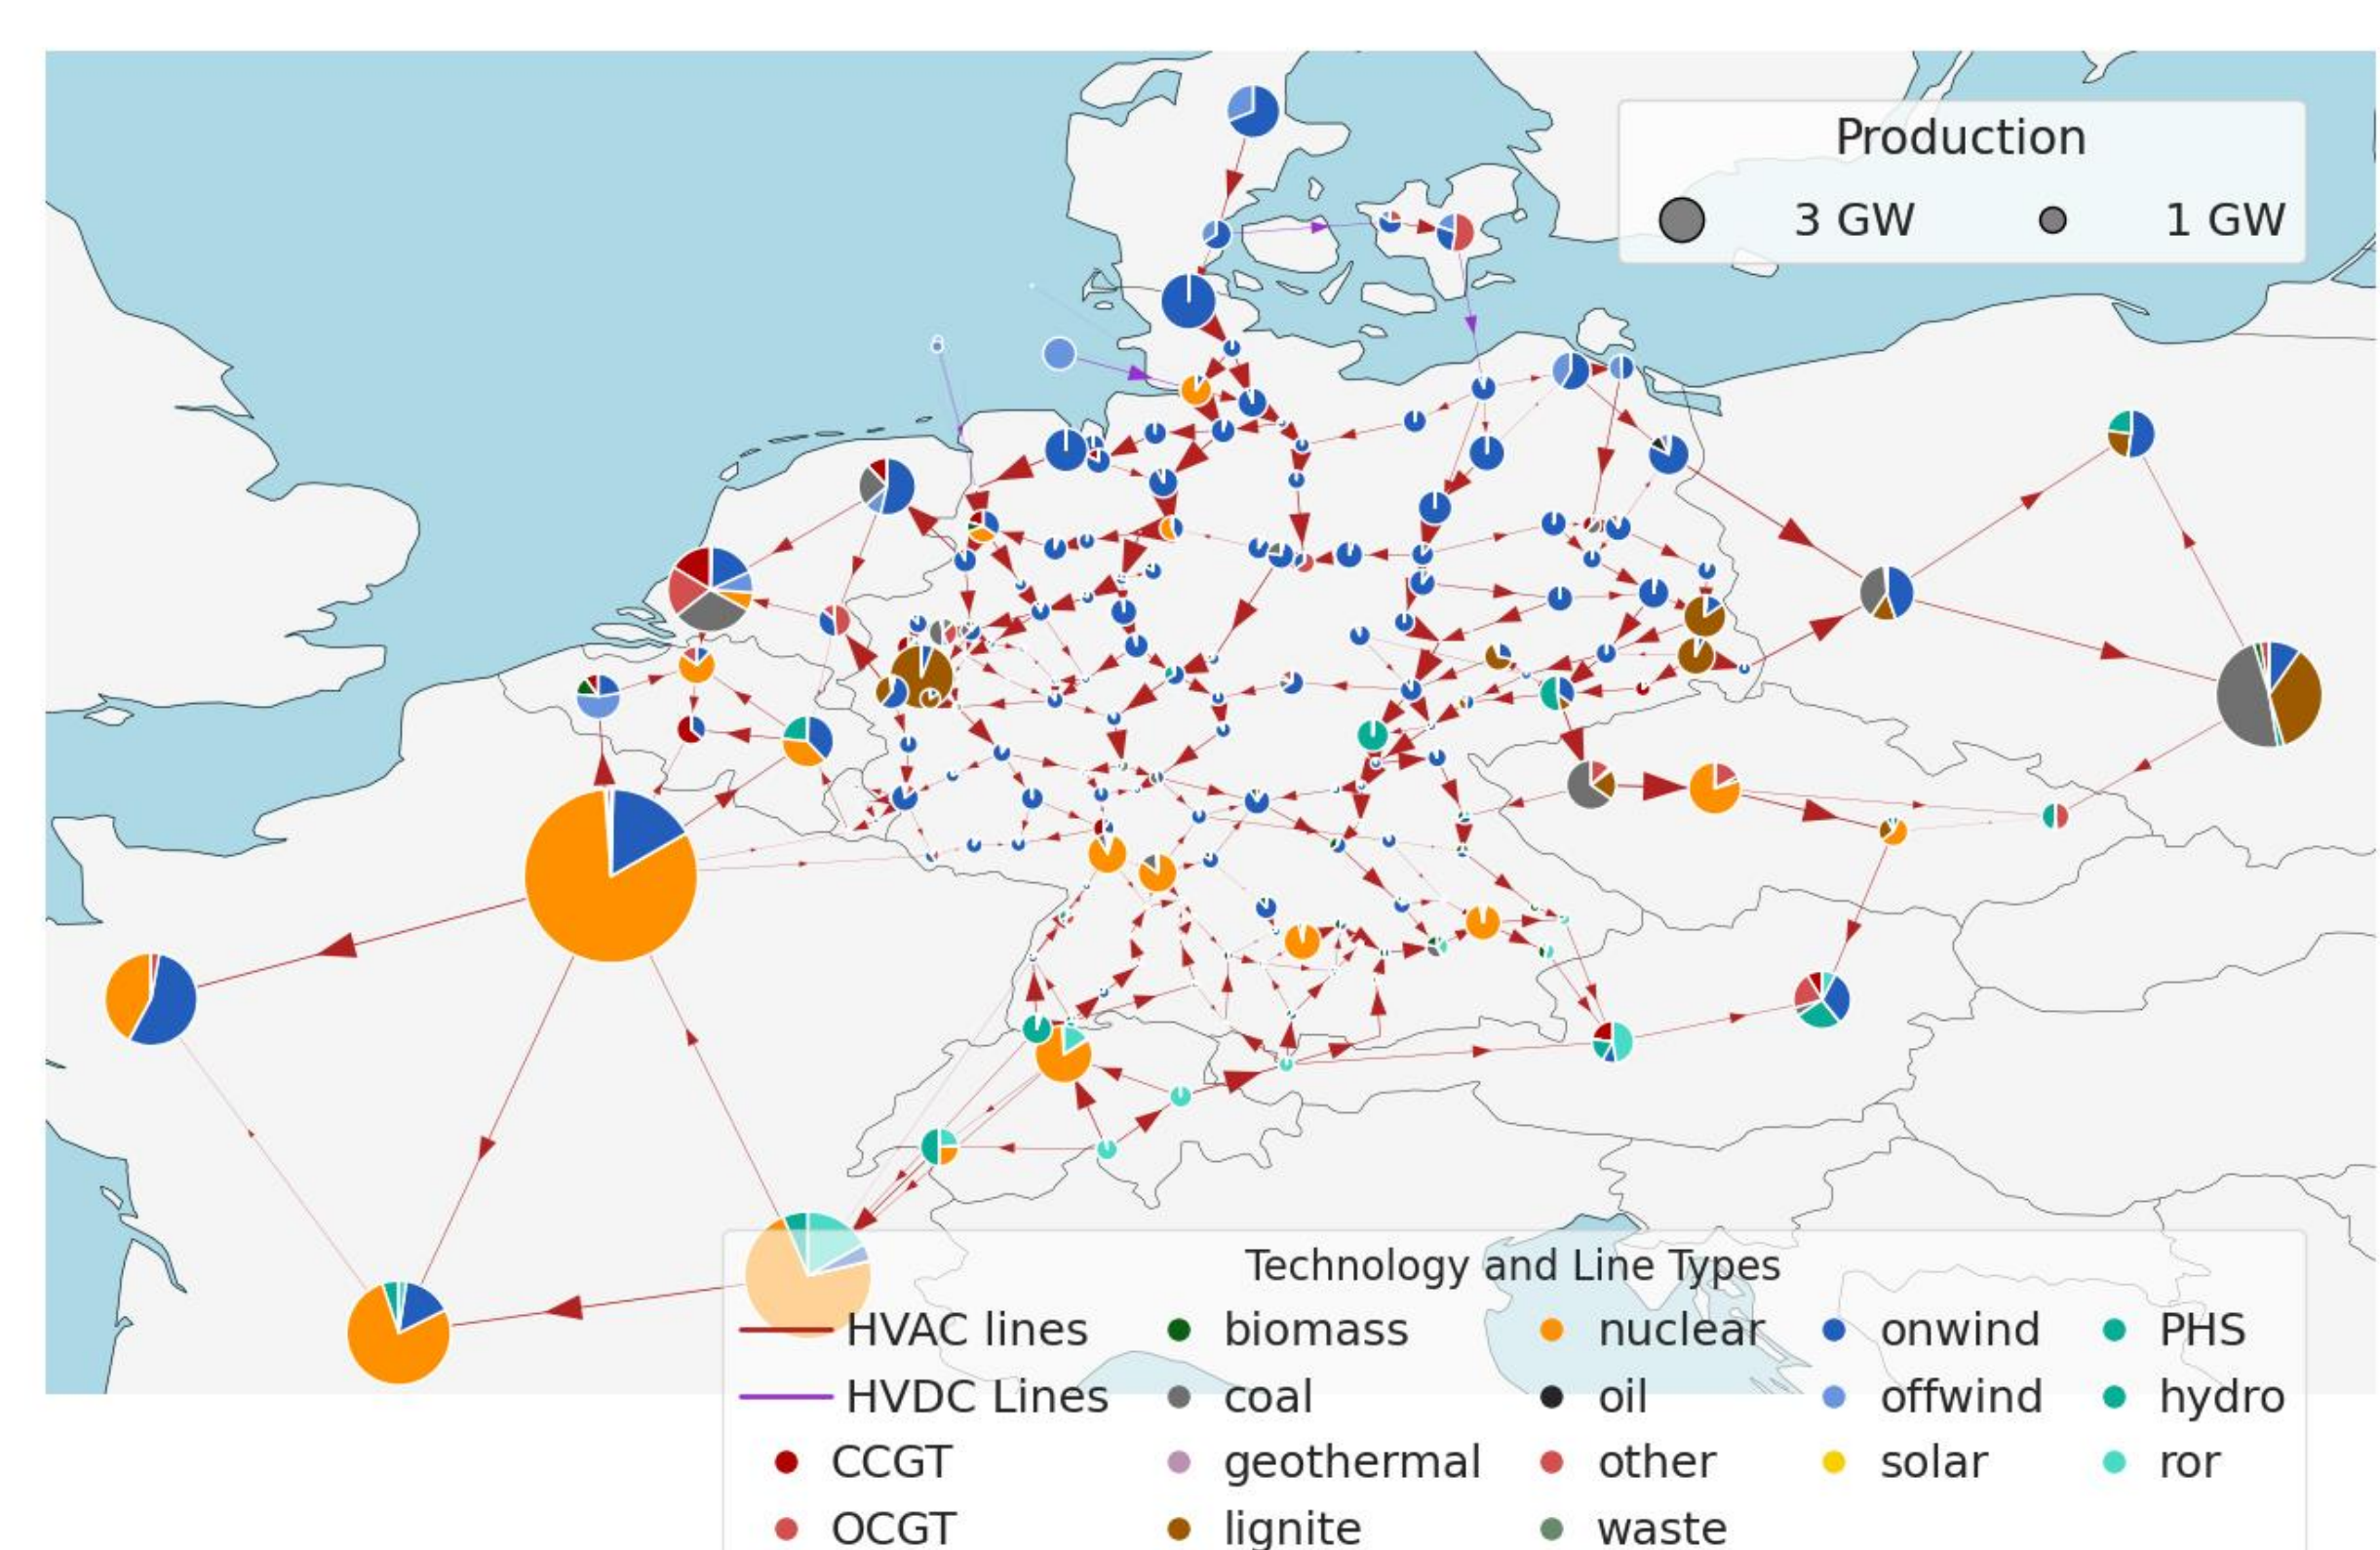 Production
3 GW 1 GW
Technology and Line Types
HVAC lines biomass nuclear onwind PHS
HVDC Lines coal oil offwind hydro
CCGT geothermal other solar ror
OCGT lignite waste